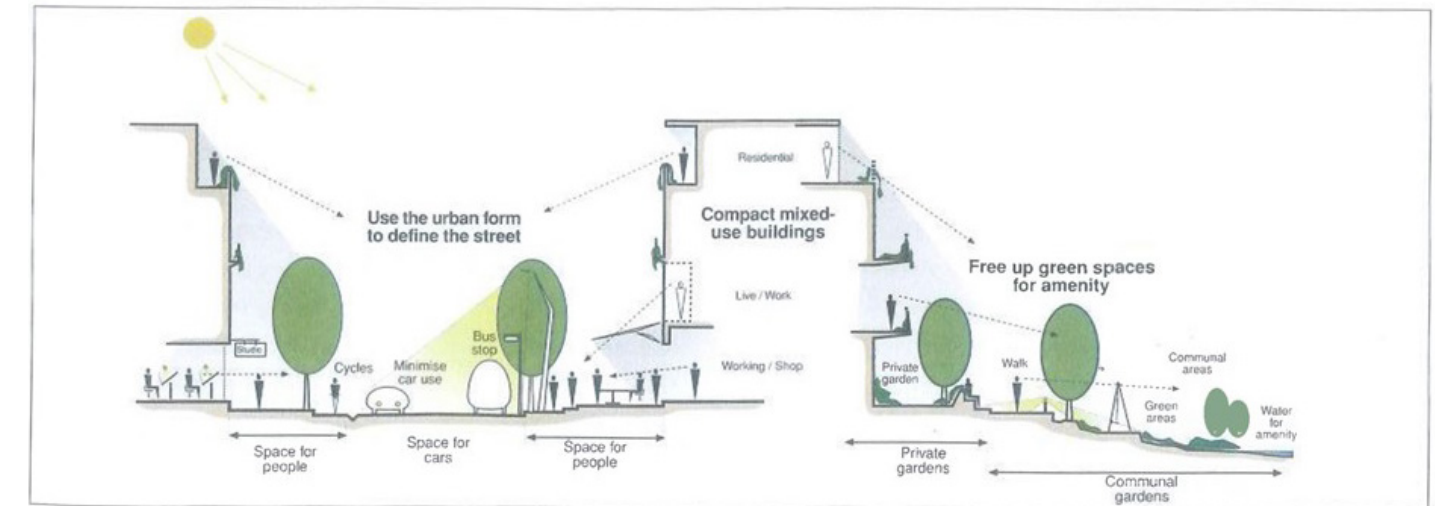 Residential
Use the urban form
to define the street
Compact mixed-
use buildings
Free up green spaces
for amenity
Live / Work
Bus
stop
Studio
Cycles
Minimise
car use
Working / Shop
Private
garden
Walk
Communal
areas
Green
areas
Water
for
amenity
Space for
people
Space for
cars
Space for
people
Private
gardens
Communal
gardens